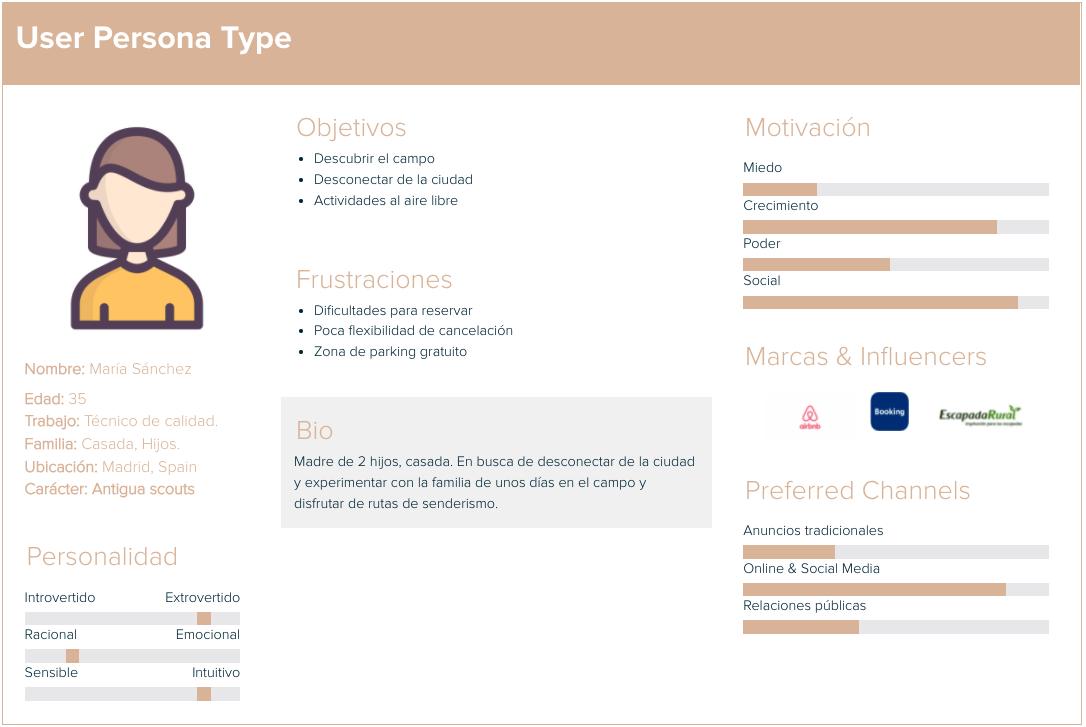 User Persona Type
Nombre: María Sánchez
Edad: 35
Trabajo: Técnico de calidad.
Familia: Casada, Hijos.
Ubicación: Madrid, Spain
Carácter: Antigua scouts
Personalidad
Introvertido Extrovertido
Racional Emocional
Sensible Intuitivo
Objetivos
• Descubrir el campo
• Desconectar de la ciudad
• Actividades al aire libre
Frustraciones
• Dificultades para reservar
• Poca flexibilidad de cancelación
• Zona de parking gratuito
Bio
Madre de 2 hijos, casada. En busca de desconectar de la ciudad
y experimentar con la familia de unos días en el campo y
disfrutar de rutas de senderismo.
Motivación
Miedo
Crecimiento
Poder
Social
Marcas & Influencers
airbnb
Booking
EscapadaRural
Preferred Channels
Anuncios tradicionales
Online & Social Media
Relaciones públicas